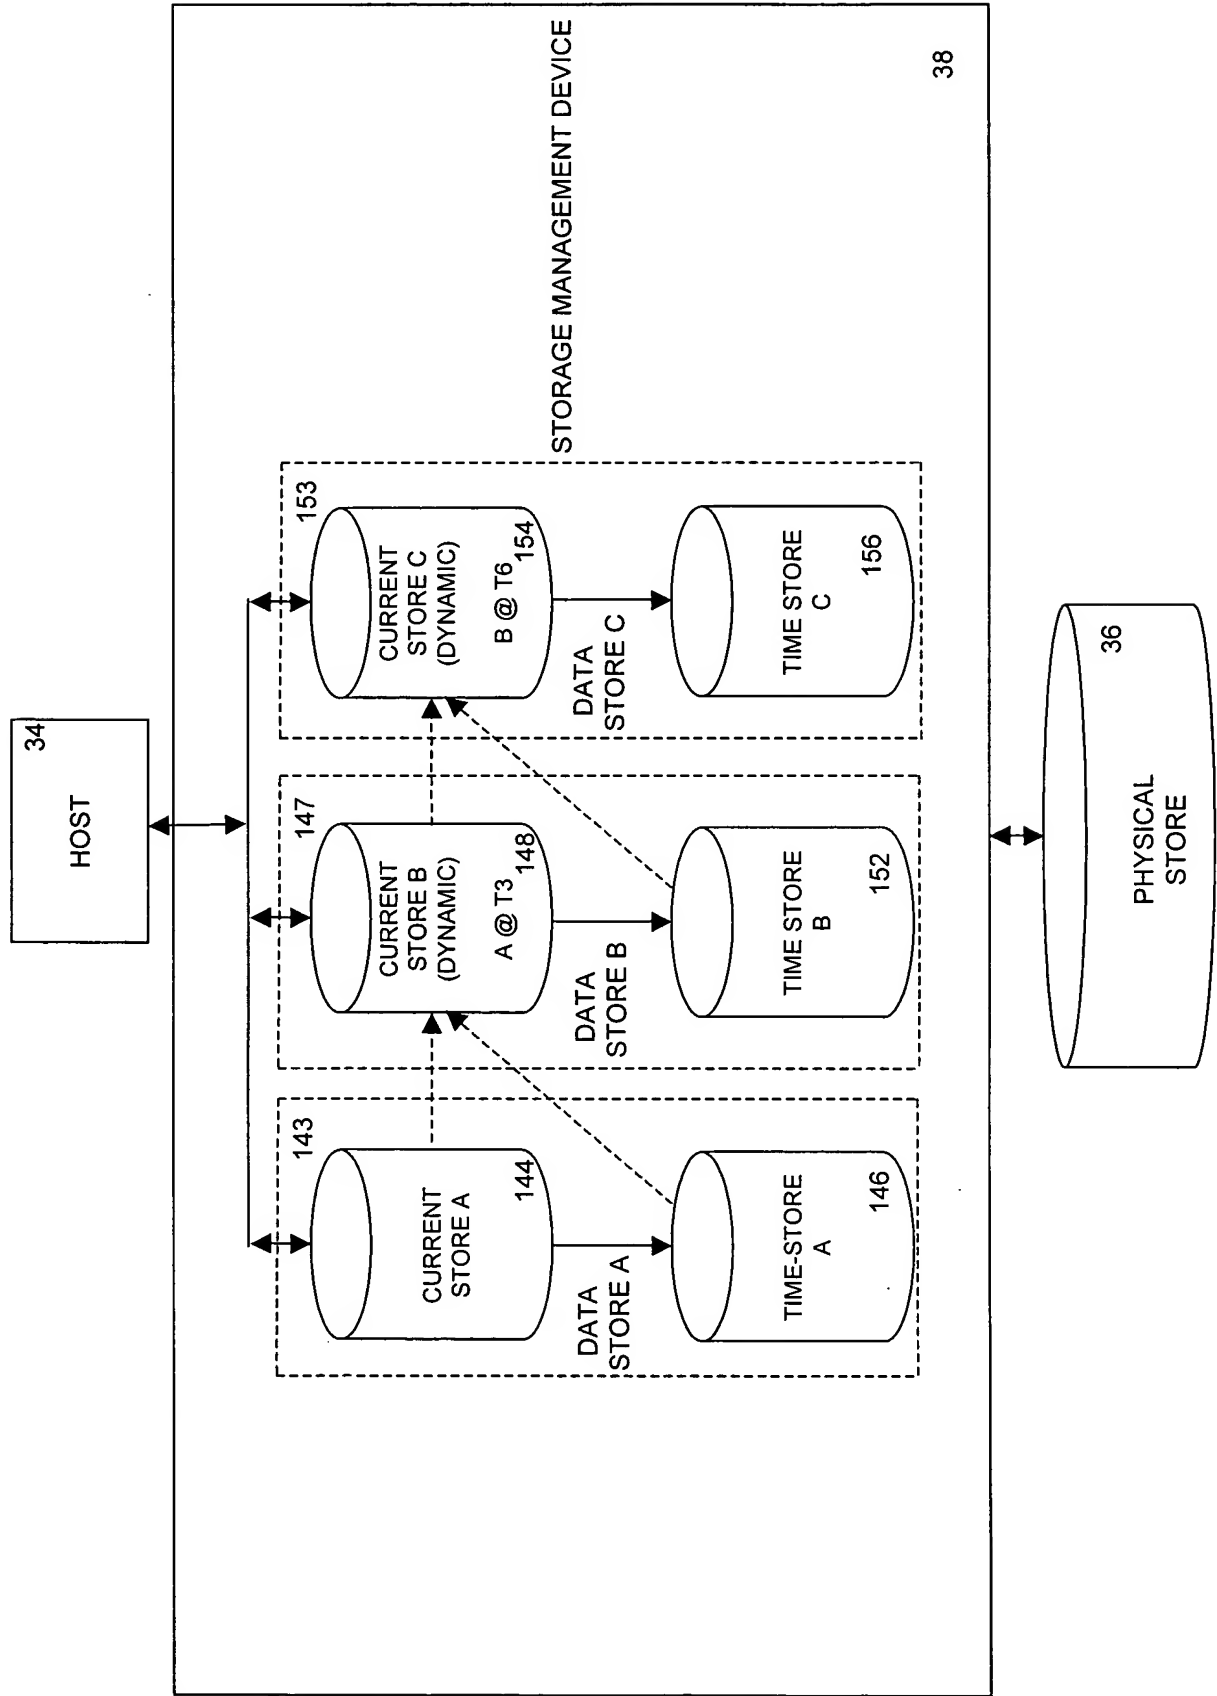 HOST
34
143
CURRENT
STORE A
144
DATA
STORE A
TIME-STORE
A
146
147
CURRENT
STORE B
(DYNAMIC)
A @ T3
148
DATA
STORE B
TIME STORE
B
152
153
CURRENT
STORE C
(DYNAMIC)
B @ T6
154
DATA
STORE C
TIME STORE
C
156
STORAGE MANAGEMENT DEVICE
38
36
PHYSICAL
STORE